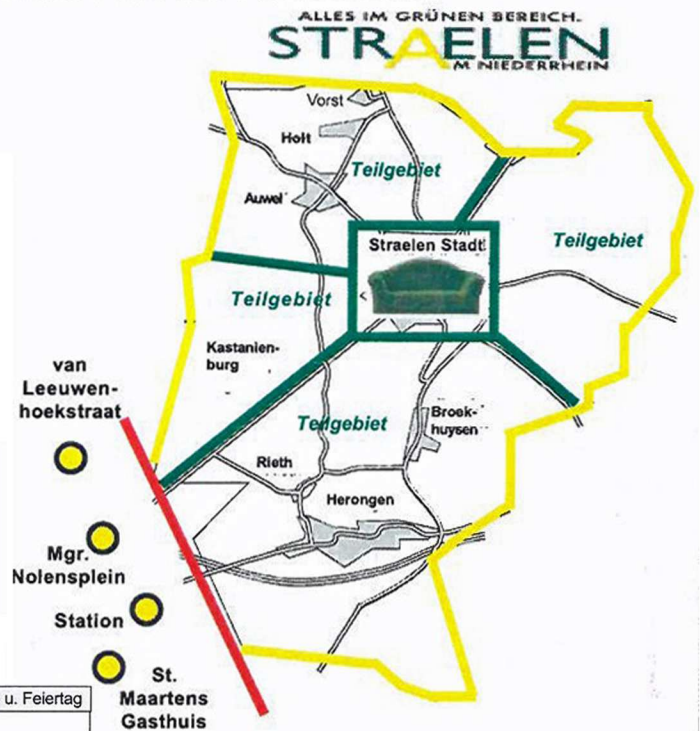 ALLES IM GRÜNEN BEREICH.
STRAELEN
AM NIEDERRHEIN
Vorst
Holt
Teilgebiet
Auwel
Straelen Stadt
Teilgebiet
Teilgebiet
Kastanien-
burg
van
Leeuwen-
hoekstraat
Teilgebiet
Broek-
huysen
Rieth
Herongen
Mgr.
Nolensplein
Station
St.
Maartens
Gasthuis
u. Feiertag